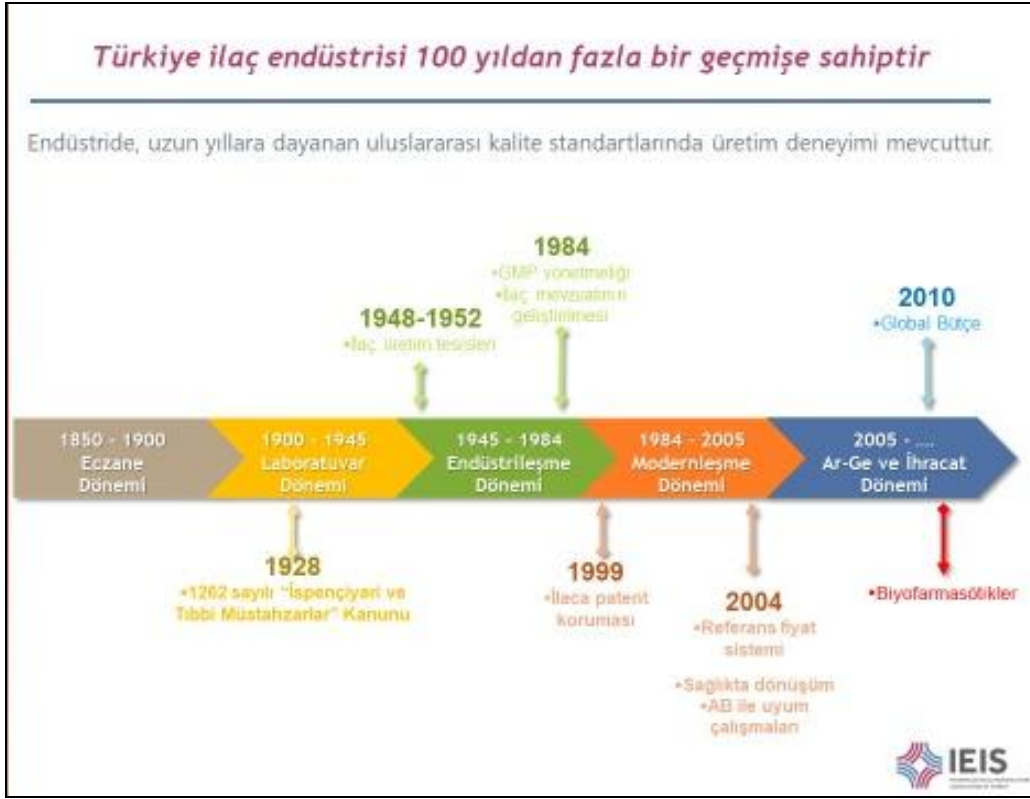 Türkiye ilaç endüstrisi 100 yıldan fazla bir geçmişe sahiptir
Endüstride, uzun yıllara dayanan uluslararası kalite standartlarında üretim deneyimi mevcuttur.
1984
•GMP yönetmeliği
•İlaç mevzuatının
geliştirilmesi
1948-1952
•İlaç üretim tesisleri
2010
•Global Bütçe
1850 - 1900
Eczane
Dönemi
1900 - 1945
Laboratuvar
Dönemi
1945 - 1984
Endüstrileşme
Dönemi
1984 - 2005
Modernleşme
Dönemi
2005 - ....
Ar-Ge ve İhracat
Dönemi
1928
•1262 sayılı “İspençiyari ve
Tıbbi Müstahzarlar” Kanunu
1999
•İlaca patent
koruması
2004
•Referans fiyat
sistemi
•Sağlıkta dönüşüm
•AB ile uyum
çalışmaları
•Biyofarmasötikler
IEIS